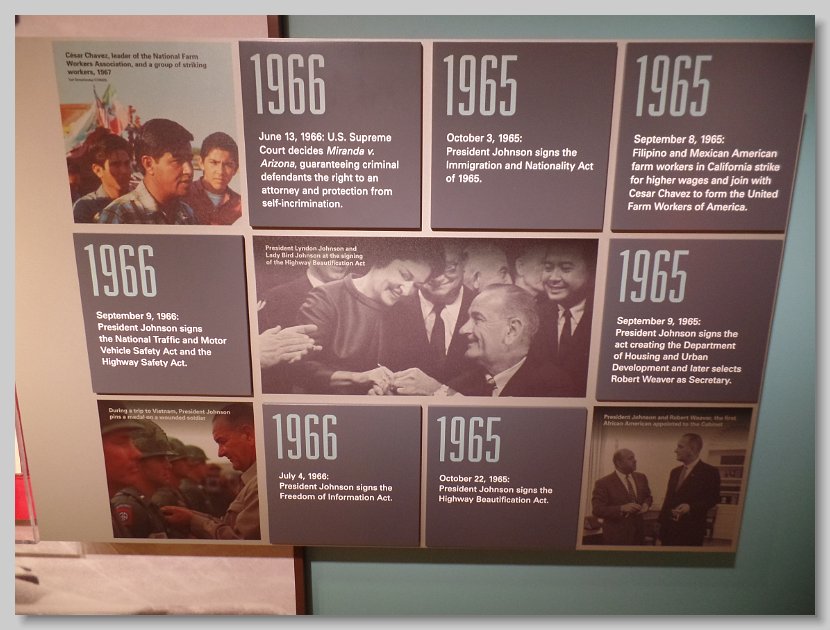 César Chavez, leader of the National Farm
Workers Association, and a group of striking
workers, 1967
1966
June 13, 1966: U.S. Supreme
Court decides Miranda v.
Arizona, guaranteeing criminal
defendants the right to an
attorney and protection from
self-incrimination.
1965
October 3, 1965:
President Johnson signs the
Immigration and Nationality Act
of 1965.
1965
September 8, 1965:
Filipino and Mexican American
farm workers in California strike
for higher wages and join with
Cesar Chavez to form the United
Farm Workers of America.
1966
September 9, 1966:
President Johnson signs
the National Traffic and Motor
Vehicle Safety Act and the
Highway Safety Act.
President Lyndon Johnson and
Lady Bird Johnson at the signing
of the Highway Beautification Act
1965
September 9, 1965:
President Johnson signs the
act creating the Department
of Housing and Urban
Development and later selects
Robert Weaver as Secretary.
During a trip to Vietnam, President Johnson
pins a medal on a wounded soldier
1966
July 4, 1966:
President Johnson signs the
Freedom of Information Act.
1965
October 22, 1965:
President Johnson signs the
Highway Beautification Act.
President Johnson and Robert Weaver, the first
African American appointed to the Cabinet